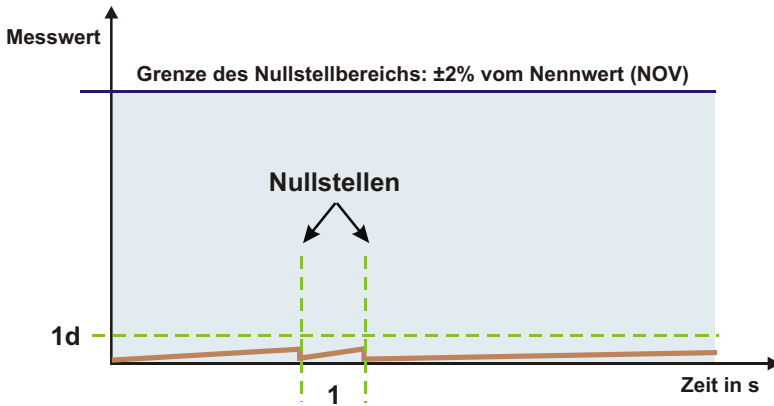 Messwert
Grenze des Nullstellbereichs: ±2% vom Nennwert (NOV)
Nullstellen
1d
Zeit in s
1